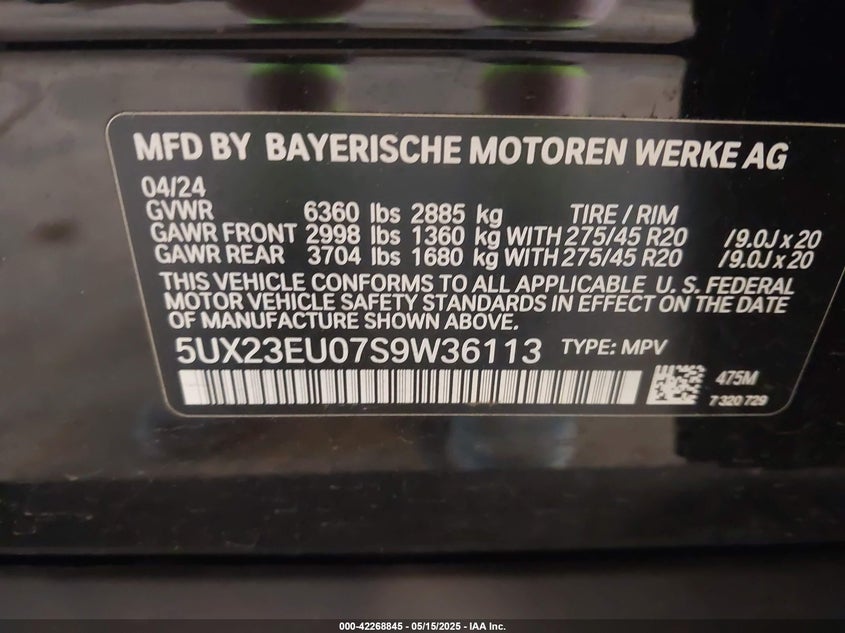 MFD BY BAYERISCHE MOTOREN WERKE AG
04/24
GVWR 6360 lbs 2885 kg TIRE / RIM
GAWR FRONT 2998 lbs 1360 kg WITH 275/45 R20 /9.0J x 20
GAWR REAR 3704 lbs 1680 kg WITH 275/45 R20 /9.0J x 20
THIS VEHICLE CONFORMS TO ALL APPLICABLE U. S. FEDERAL
MOTOR VEHICLE SAFETY STANDARDS IN EFFECT ON THE DATE
OF MANUFACTURE SHOWN ABOVE.
5UX23EU07S9W36113 TYPE: MPV
475M
7 320 729
000-42268845 - 05/15/2025 - IAA Inc.